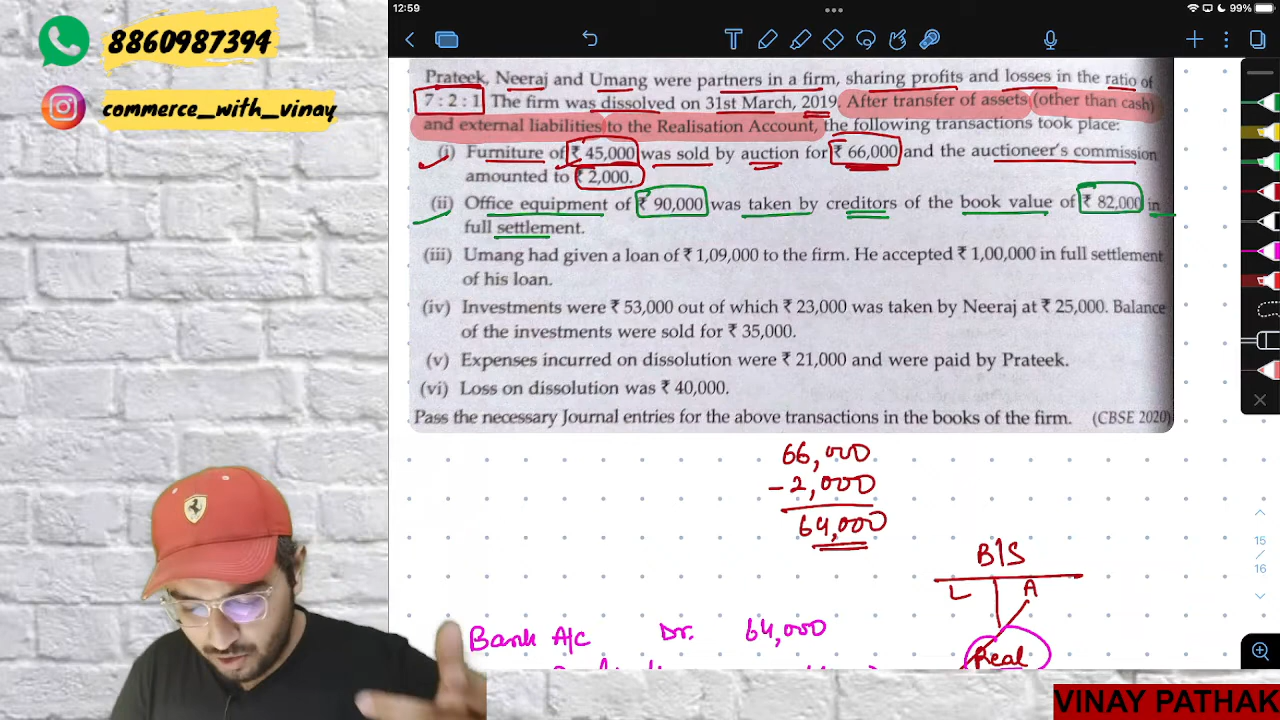 8860987394
commerce_with_vinay
12:59
99%
Prateek, Neeraj and Umang were partners in a firm, sharing profits and losses in the ratio of
7 : 2 : 1. The firm was dissolved on 31st March, 2019. After transfer of assets (other than cash)
and external liabilities to the Realisation Account, the following transactions took place:
(i) Furniture of ₹ 45,000 was sold by auction for ₹ 66,000 and the auctioneer's commission
amounted to ₹ 2,000.
(ii) Office equipment of ₹ 90,000 was taken by creditors of the book value of ₹ 82,000 in
full settlement.
(iii) Umang had given a loan of ₹ 1,09,000 to the firm. He accepted ₹ 1,00,000 in full settlement
of his loan.
(iv) Investments were ₹ 53,000 out of which ₹ 23,000 was taken by Neeraj at ₹ 25,000. Balance
of the investments were sold for ₹ 35,000.
(v) Expenses incurred on dissolution were ₹ 21,000 and were paid by Prateek.
(vi) Loss on dissolution was ₹ 40,000.
Pass the necessary Journal entries for the above transactions in the books of the firm. (CBSE 2020)
66,000
- 2,000
64,000
B/S
L A
Real
Bank A/c Dr. 64,000
15
/
16
VINAY PATHAK